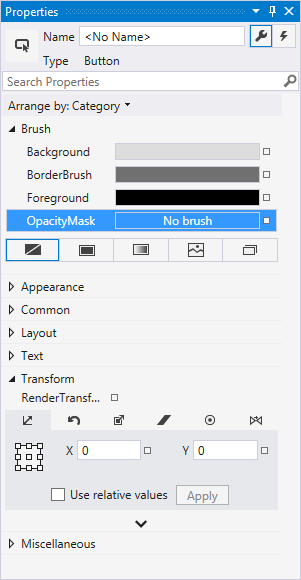 Properties
Name <No Name>
Type Button
Search Properties
Arrange by: Category
Brush
Background
BorderBrush
Foreground
OpacityMask No brush
Appearance
Common
Layout
Text
Transform
RenderTransf...
X 0 Y 0
Use relative values Apply
Miscellaneous